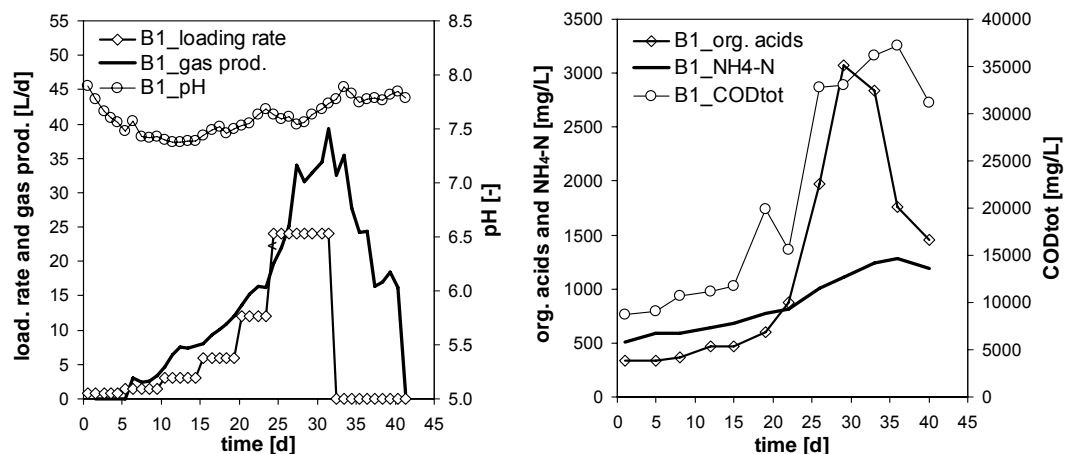 55
50
45
40
35
30
25
20
15
10
5
0
load. rate and gas prod. [L/d]
B1_loading rate
B1_gas prod.
B1_pH
8.5
8.0
7.5
7.0
6.5
6.0
5.5
5.0
pH [-]
0 5 10 15 20 25 30 35 40 45
time [d]
3500
3000
2500
2000
1500
1000
500
0
org. acids and NH₄-N [mg/L]
B1_org. acids
B1_NH4-N
B1_CODtot
40000
35000
30000
25000
20000
15000
10000
5000
0
CODtot [mg/L]
0 5 10 15 20 25 30 35 40 45
time [d]